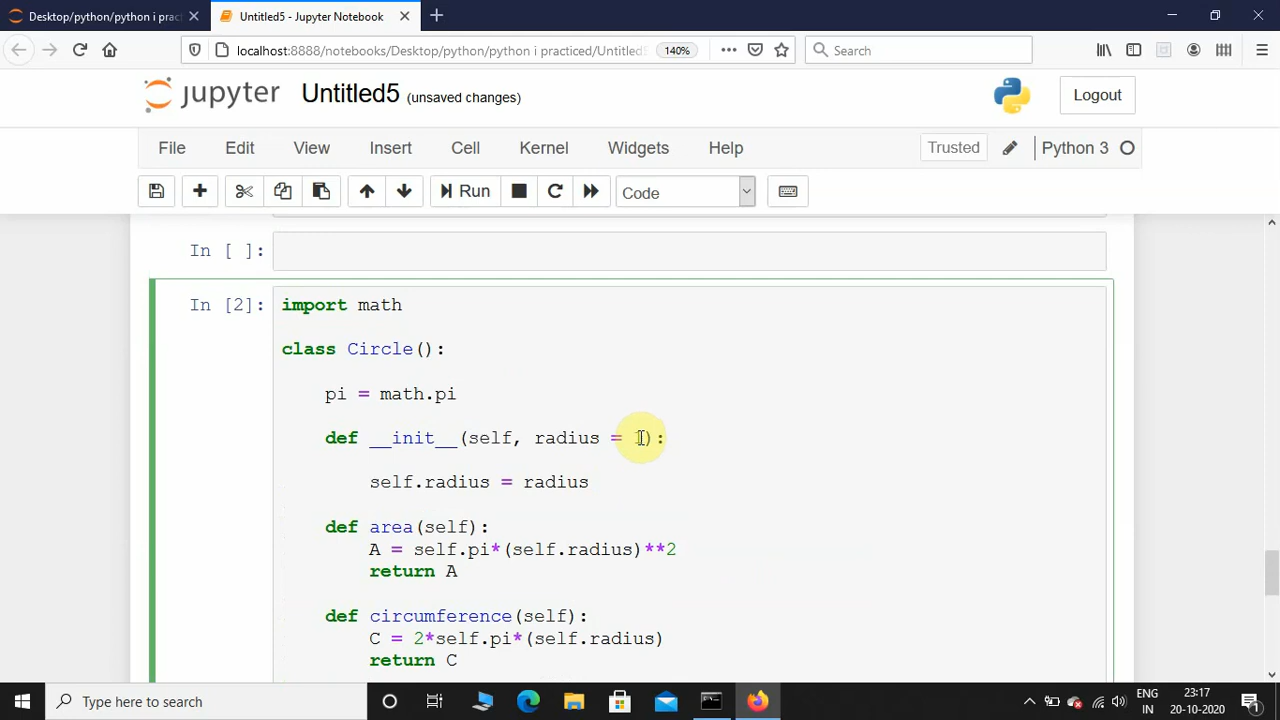 Desktop/python/python i prac
Untitled5 - Jupyter Notebook
localhost:8888/notebooks/Desktop/python/python i practiced/Untitled5
140%
Search
jupyter Untitled5 (unsaved changes)
Logout
File Edit View Insert Cell Kernel Widgets Help
Trusted
Python 3
Run
Code
In [ ]:
In [2]:
import math
class Circle():
pi = math.pi
def __init__(self, radius = 1):
self.radius = radius
def area(self):
A = self.pi*(self.radius)**2
return A
def circumference(self):
C = 2*self.pi*(self.radius)
return C
Type here to search
ENG
IN
23:17
20-10-2020
1